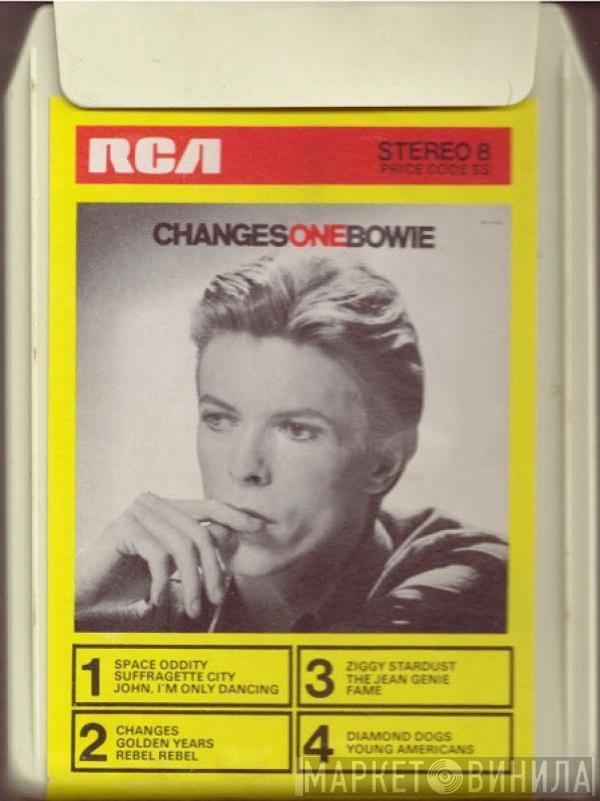 RCA
STEREO 8
PRICE CODE SS
CHANGESONEBOWIE
1
SPACE ODDITY
SUFFRAGETTE CITY
JOHN, I'M ONLY DANCING
2
CHANGES
GOLDEN YEARS
REBEL REBEL
3
ZIGGY STARDUST
THE JEAN GENIE
FAME
4
DIAMOND DOGS
YOUNG AMERICANS
МАРКЕТ ВИНИЛА